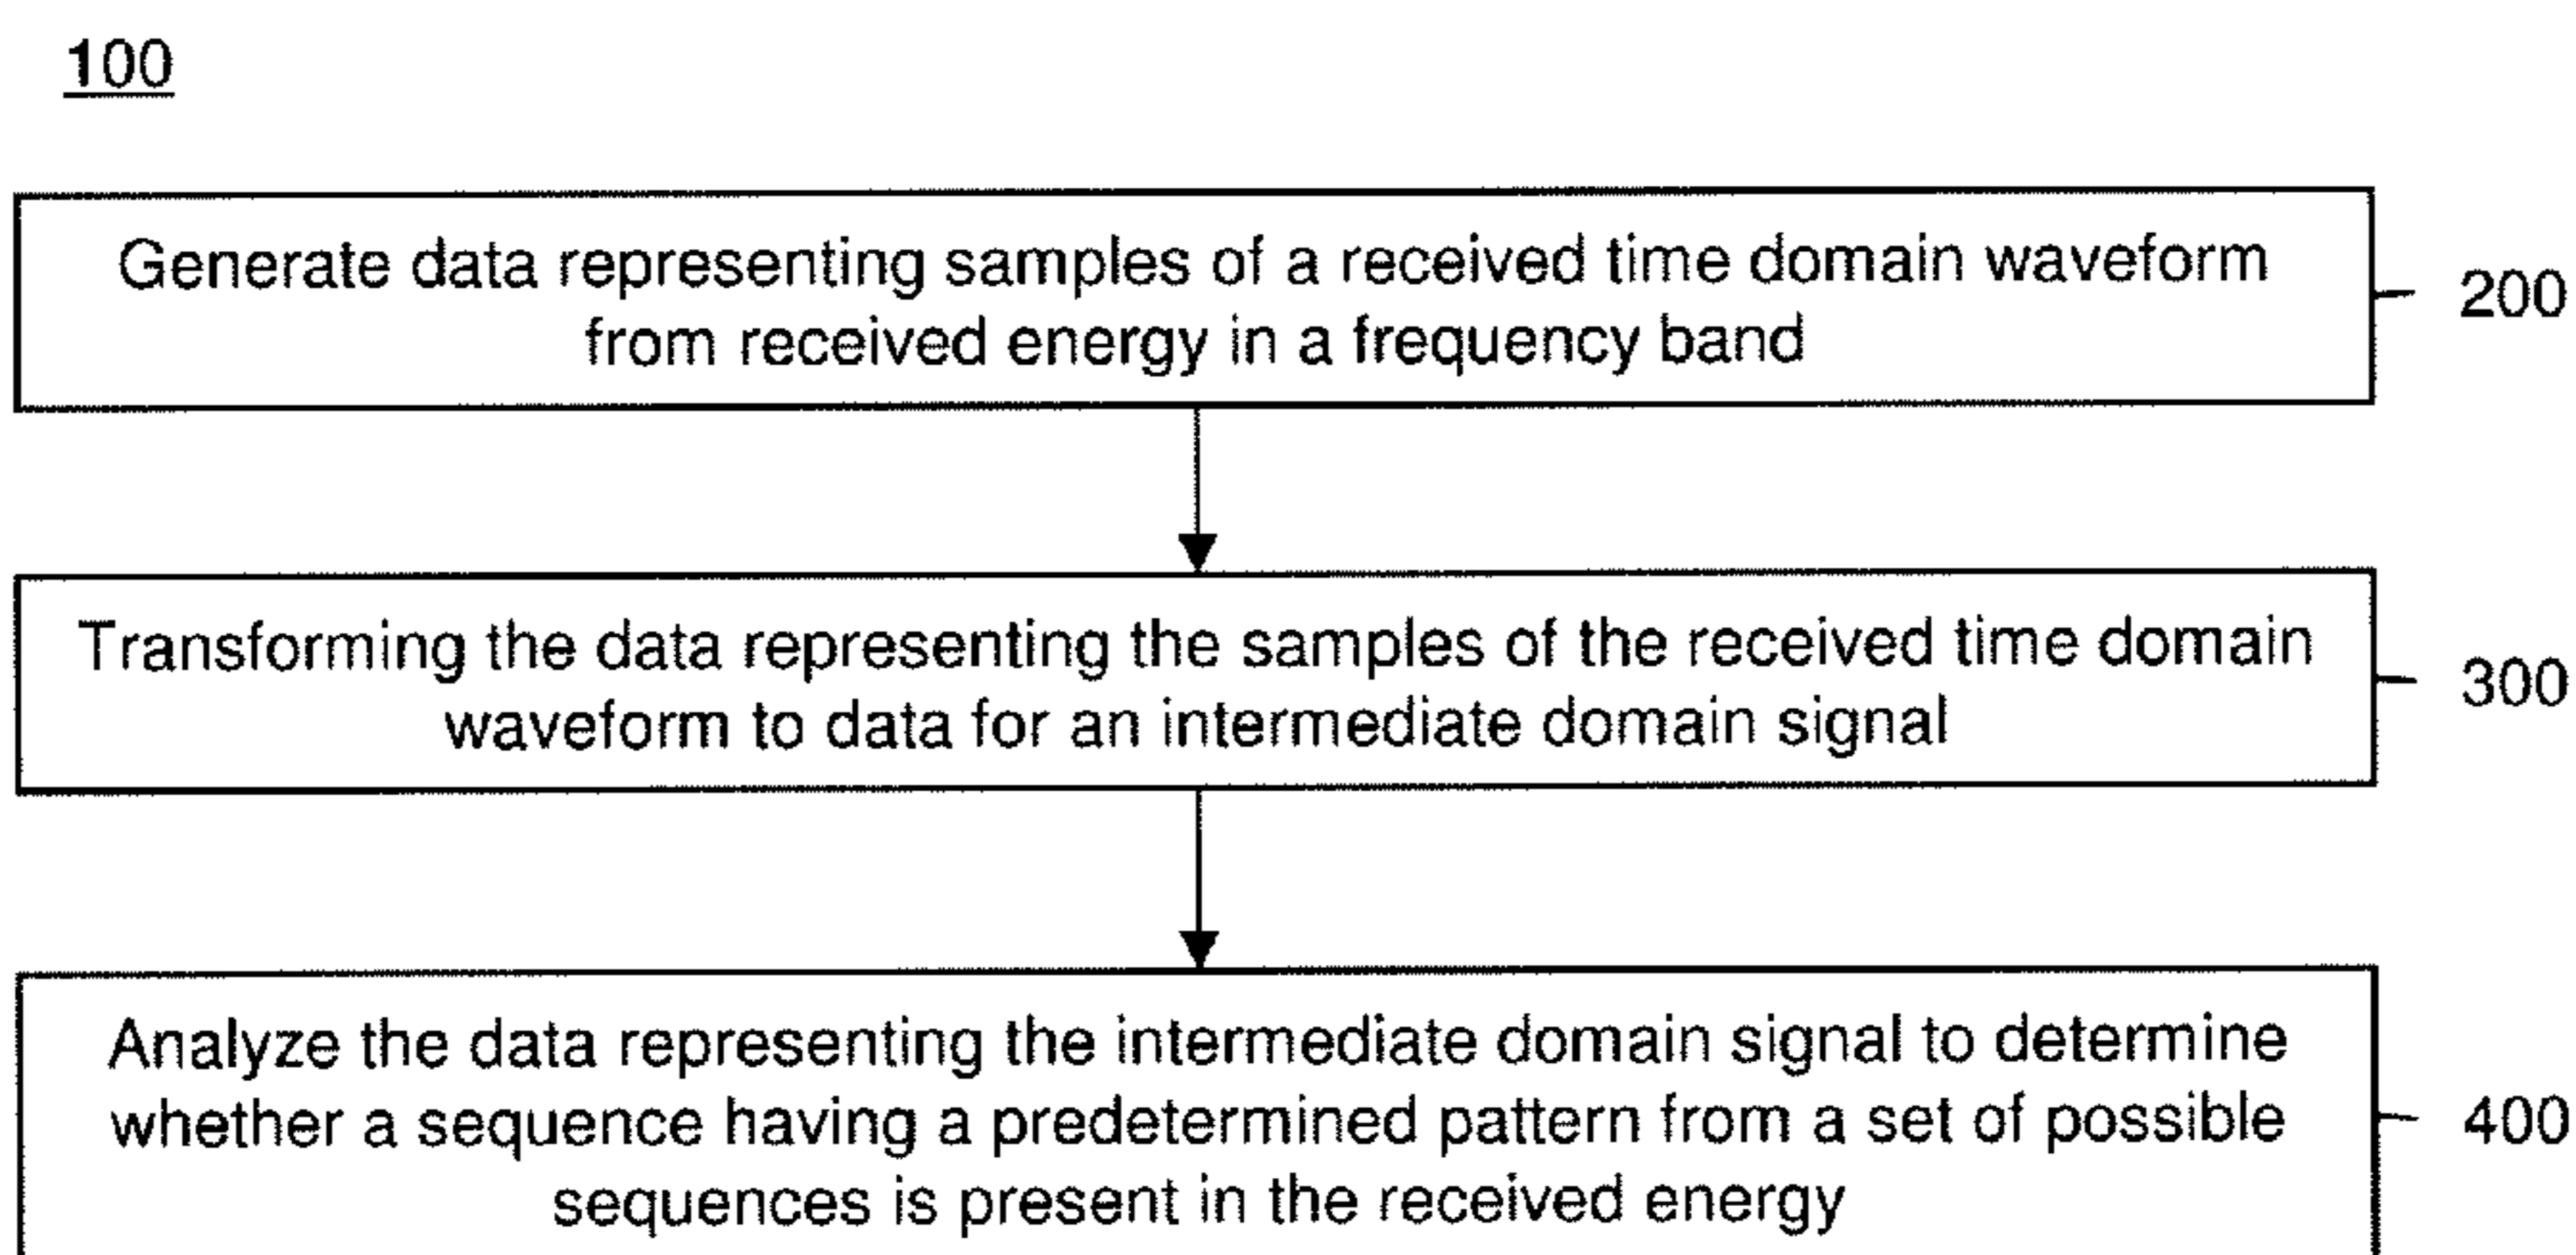 100
Generate data representing samples of a received time domain waveform
from received energy in a frequency band
200
Transforming the data representing the samples of the received time domain
waveform to data for an intermediate domain signal
300
Analyze the data representing the intermediate domain signal to determine
whether a sequence having a predetermined pattern from a set of possible
sequences is present in the received energy
400